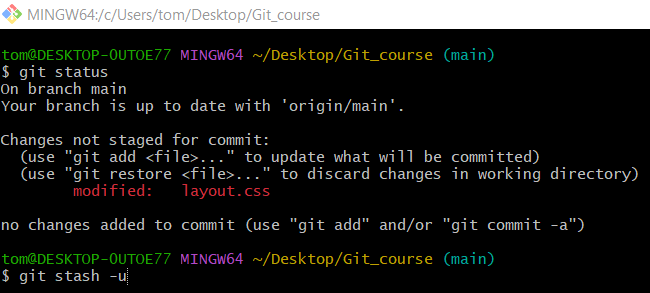 MINGW64:/c/Users/tom/Desktop/Git_course
tom@DESKTOP-OUTOE77 MINGW64 ~/Desktop/Git_course (main)
$ git status
On branch main
Your branch is up to date with 'origin/main'.
Changes not staged for commit:
  (use "git add <file>..." to update what will be committed)
  (use "git restore <file>..." to discard changes in working directory)
        modified:   layout.css
no changes added to commit (use "git add" and/or "git commit -a")
tom@DESKTOP-OUTOE77 MINGW64 ~/Desktop/Git_course (main)
$ git stash -u